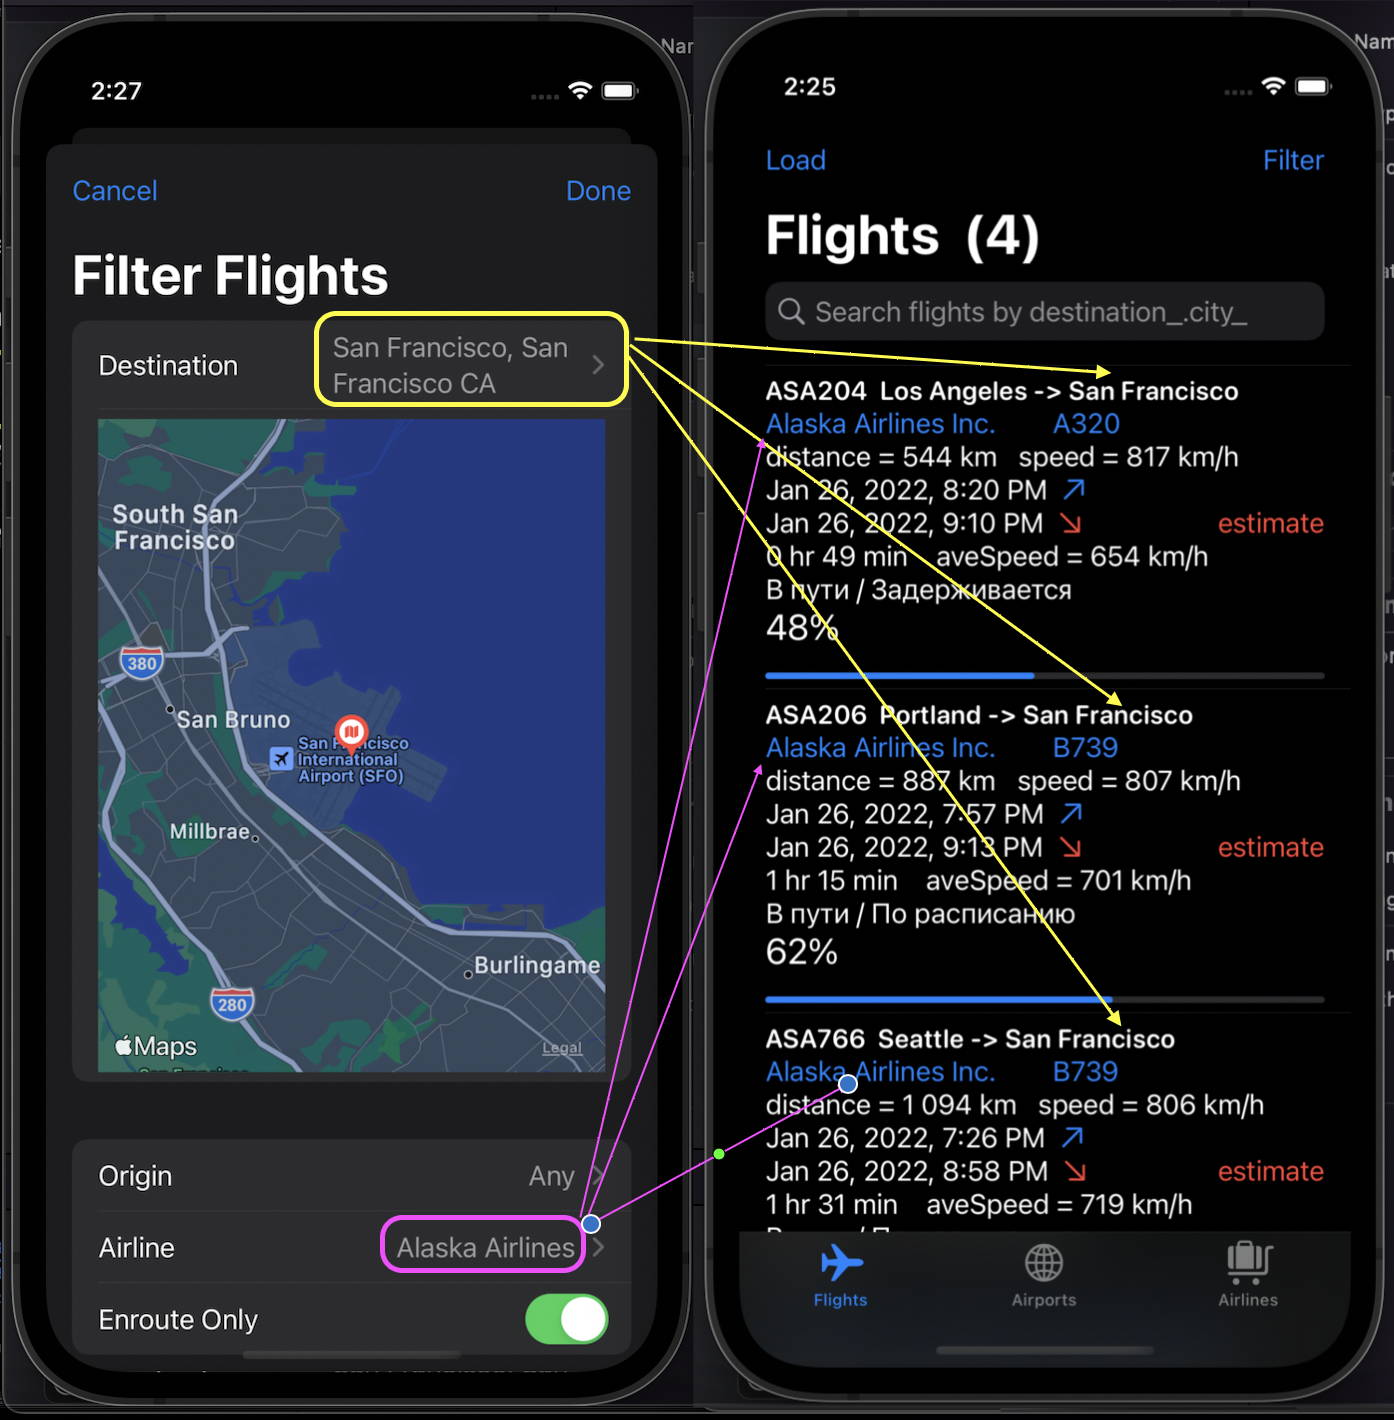 2:27
Cancel
Done
Filter Flights
Destination
San Francisco, San
Francisco CA
South San
Francisco
380
San Bruno
San Francisco
International
Airport (SFO)
Millbrae
Burlingame
280
Maps
Legal
Origin
Any
Airline
Alaska Airlines
Enroute Only
Nar
2:25
Load
Filter
Flights (4)
Search flights by destination_.city_
ASA204 Los Angeles -> San Francisco
Alaska Airlines Inc. A320
distance = 544 km speed = 817 km/h
Jan 26, 2022, 8:20 PM
Jan 26, 2022, 9:10 PM estimate
0 hr 49 min aveSpeed = 654 km/h
В пути / Задерживается
48%
ASA206 Portland -> San Francisco
Alaska Airlines Inc. B739
distance = 887 km speed = 807 km/h
Jan 26, 2022, 7:57 PM
Jan 26, 2022, 9:13 PM estimate
1 hr 15 min aveSpeed = 701 km/h
В пути / По расписанию
62%
ASA766 Seattle -> San Francisco
Alaska Airlines Inc. B739
distance = 1 094 km speed = 806 km/h
Jan 26, 2022, 7:26 PM
Jan 26, 2022, 8:58 PM estimate
1 hr 31 min aveSpeed = 719 km/h
Flights
Airports
Airlines
Nam